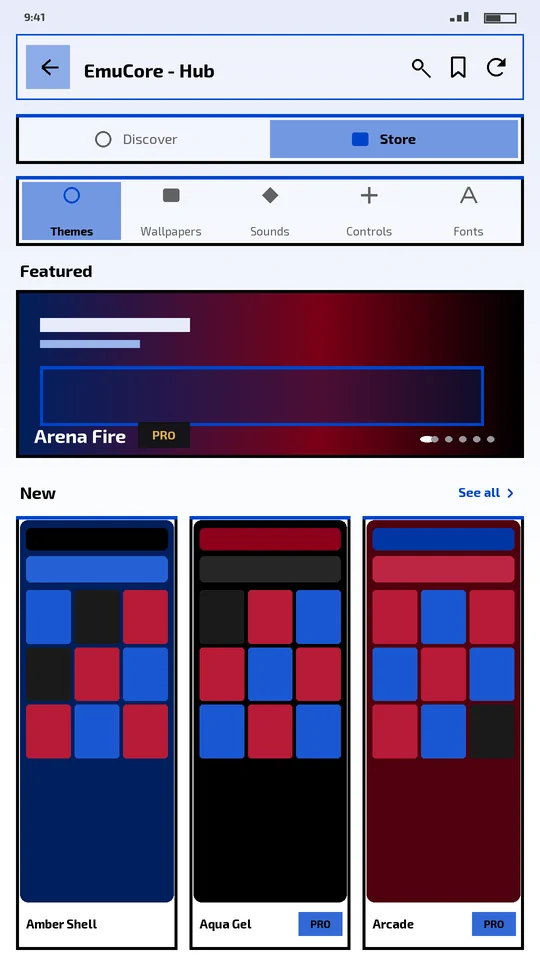 9:41
EmuCore - Hub
Discover
Store
Themes
Wallpapers
Sounds
Controls
Fonts
Featured
Arena Fire
PRO
New
See all
Amber Shell
Aqua Gel
PRO
Arcade
PRO